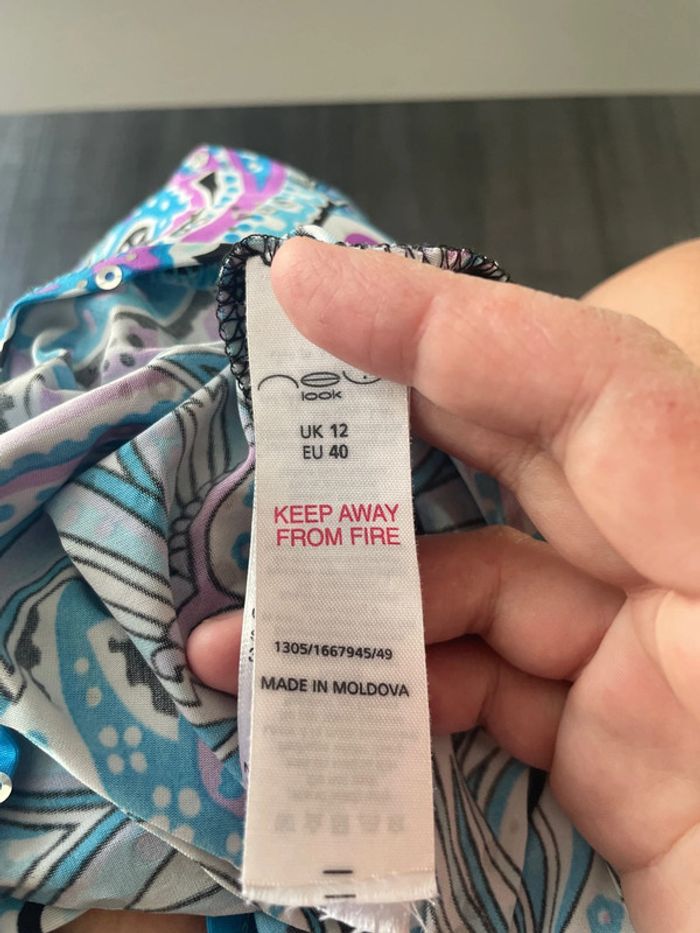 new
look
UK 12
EU 40
KEEP AWAY
FROM FIRE
1305/1667945/49
MADE IN MOLDOVA